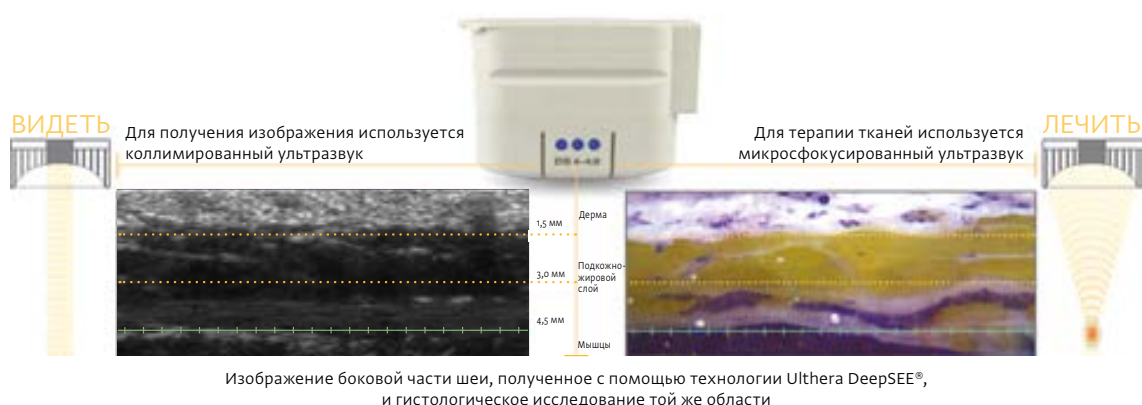 ВИДЕТЬ
Для получения изображения используется
коллимированный ультразвук
Для терапии тканей используется
микросфокусированный ультразвук
ЛЕЧИТЬ
DS 4-4.5
1,5 мм
Дерма
3,0 мм
Подкожно-
жировой
слой
4,5 мм
Мышцы
Изображение боковой части шеи, полученное с помощью технологии Ulthera DeepSEE®,
и гистологическое исследование той же области